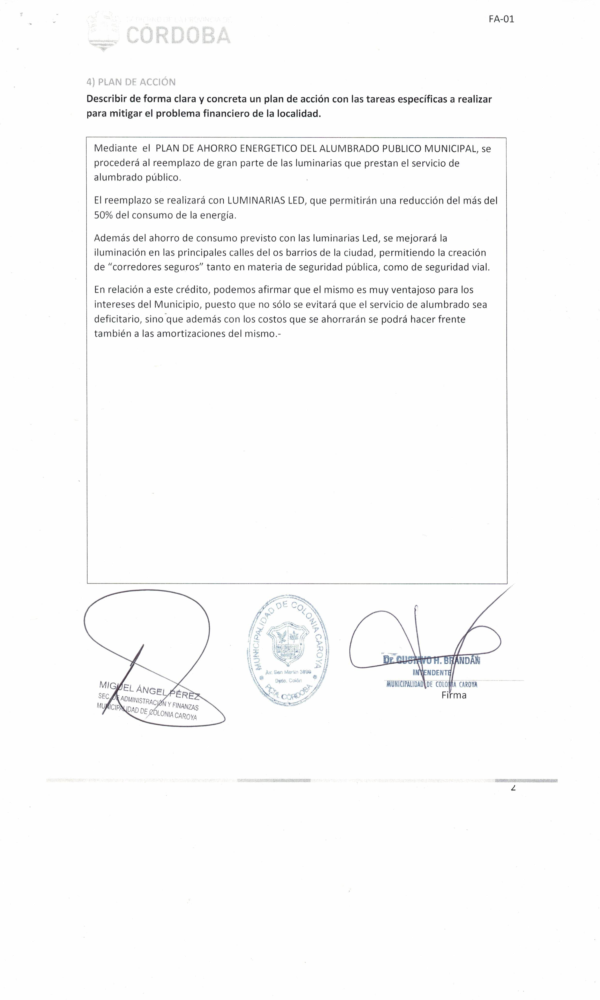 GOBIERNO DE LA PROVINCIA DE
CÓRDOBA
FA-01
4) PLAN DE ACCIÓN
Describir de forma clara y concreta un plan de acción con las tareas específicas a realizar
para mitigar el problema financiero de la localidad.
Mediante el PLAN DE AHORRO ENERGETICO DEL ALUMBRADO PUBLICO MUNICIPAL, se
procederá al reemplazo de gran parte de las luminarias que prestan el servicio de
alumbrado público.
El reemplazo se realizará con LUMINARIAS LED, que permitirán una reducción del más del
50% del consumo de la energía.
Además del ahorro de consumo previsto con las luminarias Led, se mejorará la
iluminación en las principales calles del os barrios de la ciudad, permitiendo la creación
de “corredores seguros” tanto en materia de seguridad pública, como de seguridad vial.
En relación a este crédito, podemos afirmar que el mismo es muy ventajoso para los
intereses del Municipio, puesto que no sólo se evitará que el servicio de alumbrado sea
deficitario, sino que además con los costos que se ahorrarán se podrá hacer frente
también a las amortizaciones del mismo.-
MIGUEL ÁNGEL PÉREZ
SEC. DE ADMINISTRACIÓN Y FINANZAS
MUNICIPALIDAD DE COLONIA CAROYA
MUNICIPALIDAD DE COLONIA CAROYA
Av. San Martín 3899
Dpto. Colón
PCIA. CÓRDOBA
Dr. GUSTAVO H. BRANDÁN
INTENDENTE
MUNICIPALIDAD DE COLONIA CAROYA
Firma
2